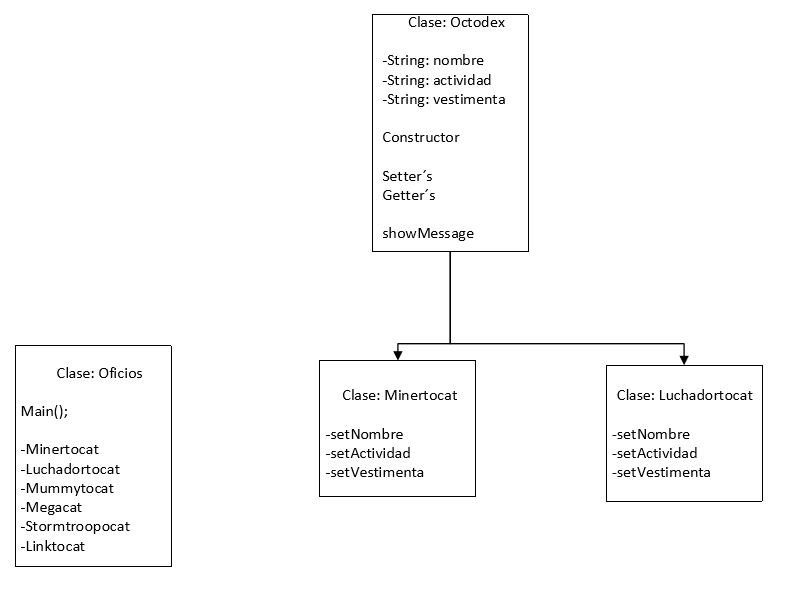 Clase: Octodex
-String: nombre
-String: actividad
-String: vestimenta
Constructor
Setter´s
Getter´s
showMessage
Clase: Oficios
Main();
-Minertocat
-Luchadortocat
-Mummytocat
-Megacat
-Stormtroopocat
-Linktocat
Clase: Minertocat
-setNombre
-setActividad
-setVestimenta
Clase: Luchadortocat
-setNombre
-setActividad
-setVestimenta